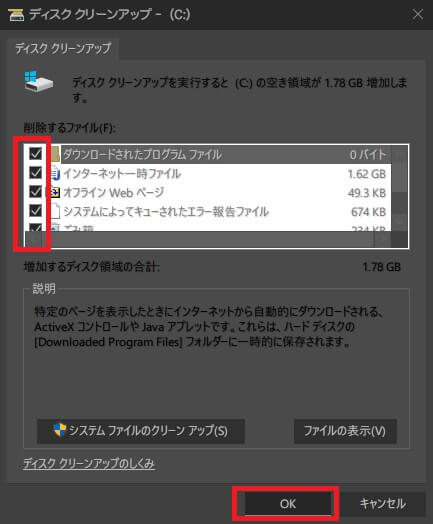 ディスク クリーンアップ - (C:)
ディスク クリーンアップ
ディスク クリーンアップを実行すると (C:) の空き領域が 1.78 GB 増加しま
す。
削除するファイル(F):
ダウンロードされたプログラム ファイル 0 バイト
インターネット一時ファイル 1.62 GB
オフライン Web ページ 49.3 KB
システムによってキューされたエラー報告ファイル 674 KB
ごみ箱 234 KB
増加するディスク領域の合計: 1.78 GB
説明
特定のページを表示したときにインターネットから自動的にダウンロードされる、
ActiveX コントロールや Java アプレットです。これらは、ハード ディスクの
[Downloaded Program Files] フォルダーに一時的に保存されます。
システム ファイルのクリーン アップ(S) ファイルの表示(V)
ディスク クリーンアップのしくみ
OK キャンセル